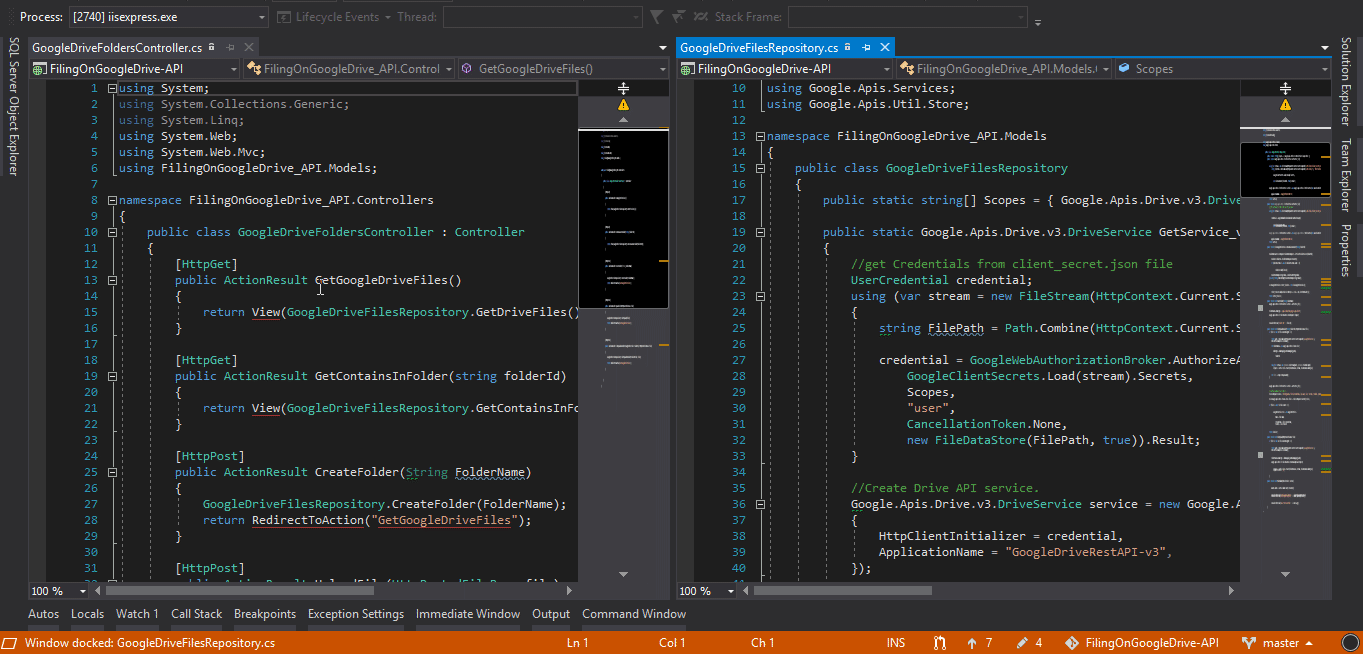 Process: [2740] iisexpress.exe Lifecycle Events Thread: Stack Frame:
SQL Server Object Explorer
GoogleDriveFoldersController.cs
FilingOnGoogleDrive-API FilingOnGoogleDrive_API.Control GetGoogleDriveFiles()
1 using System;
2 using System.Collections.Generic;
3 using System.Linq;
4 using System.Web;
5 using System.Web.Mvc;
6 using FilingOnGoogleDrive_API.Models;
7
8 namespace FilingOnGoogleDrive_API.Controllers
9 {
10 public class GoogleDriveFoldersController : Controller
11 {
12 [HttpGet]
13 public ActionResult GetGoogleDriveFiles()
14 {
15 return View(GoogleDriveFilesRepository.GetDriveFiles()
16 }
17
18 [HttpGet]
19 public ActionResult GetContainsInFolder(string folderId)
20 {
21 return View(GoogleDriveFilesRepository.GetContainsInFo
22 }
23
24 [HttpPost]
25 public ActionResult CreateFolder(String FolderName)
26 {
27 GoogleDriveFilesRepository.CreateFolder(FolderName);
28 return RedirectToAction("GetGoogleDriveFiles");
29 }
30
31 [HttpPost]
100 %
GoogleDriveFilesRepository.cs
FilingOnGoogleDrive-API FilingOnGoogleDrive_API.Models.( Scopes
10 using Google.Apis.Services;
11 using Google.Apis.Util.Store;
12
13 namespace FilingOnGoogleDrive_API.Models
14 {
15 public class GoogleDriveFilesRepository
16 {
17 public static string[] Scopes = { Google.Apis.Drive.v3.Drive
18
19 public static Google.Apis.Drive.v3.DriveService GetService_v
20 {
21 //get Credentials from client_secret.json file
22 UserCredential credential;
23 using (var stream = new FileStream(HttpContext.Current.S
24 {
25 string FilePath = Path.Combine(HttpContext.Current.S
26
27 credential = GoogleWebAuthorizationBroker.AuthorizeA
28 GoogleClientSecrets.Load(stream).Secrets,
29 Scopes,
30 "user",
31 CancellationToken.None,
32 new FileDataStore(FilePath, true)).Result;
33 }
34
35 //Create Drive API service.
36 Google.Apis.Drive.v3.DriveService service = new Google.A
37 {
38 HttpClientInitializer = credential,
39 ApplicationName = "GoogleDriveRestAPI-v3",
40 });
100 %
Solution Explorer
Team Explorer
Properties
Autos Locals Watch 1 Call Stack Breakpoints Exception Settings Immediate Window Output Command Window
Window docked: GoogleDriveFilesRepository.cs Ln 1 Col 1 Ch 1 INS 7 4 FilingOnGoogleDrive-API master